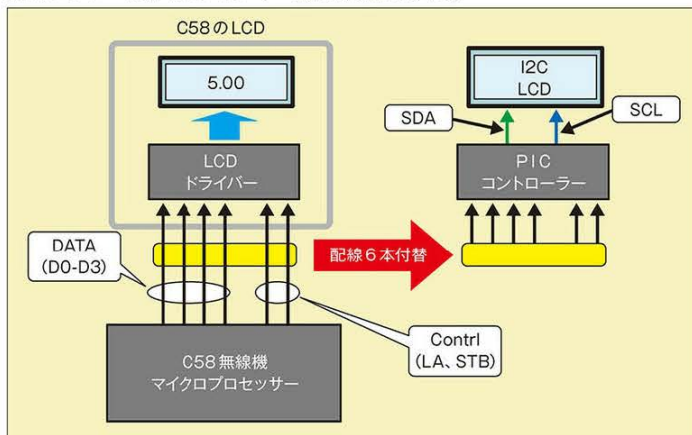 C58のLCD
5.00
LCD
ドライバー
DATA
(D0-D3)
C58無線機
マイクロプロセッサー
Contrl
(LA、STB)
配線6本付替
I2C
LCD
SDA
SCL
PIC
コントローラー